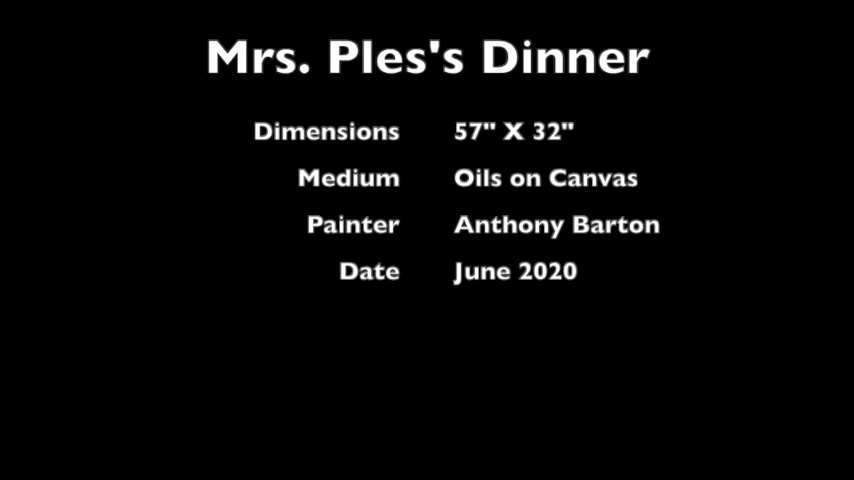 Mrs. Ples's Dinner
Dimensions 57" X 32"
Medium Oils on Canvas
Painter Anthony Barton
Date June 2020